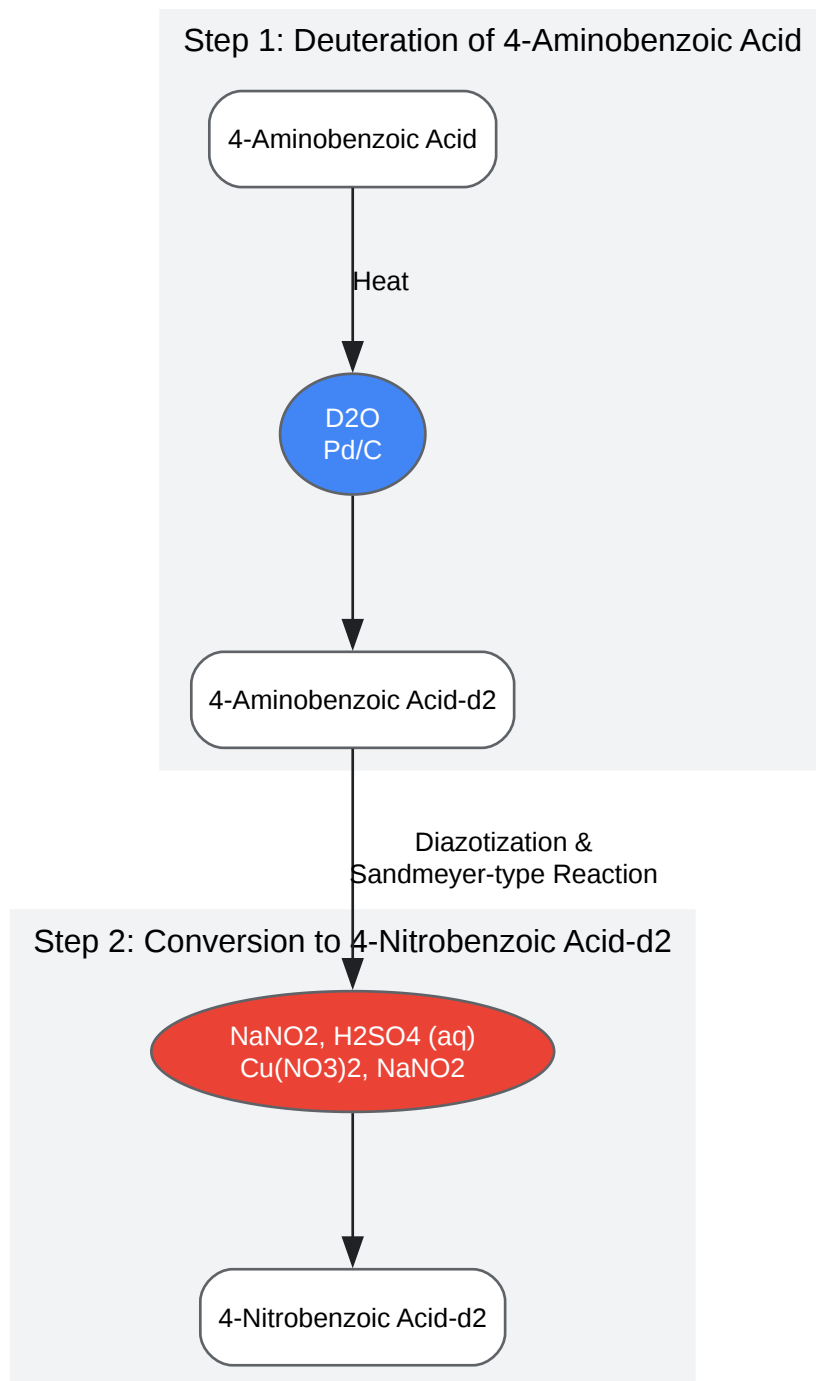 Step 1: Deuteration of 4-Aminobenzoic Acid
4-Aminobenzoic Acid
Heat
D2O
Pd/C
4-Aminobenzoic Acid-d2
Diazotization &
Sandmeyer-type Reaction
Step 2: Conversion to 4-Nitrobenzoic Acid-d2
NaNO2, H2SO4 (aq)
Cu(NO3)2, NaNO2
4-Nitrobenzoic Acid-d2